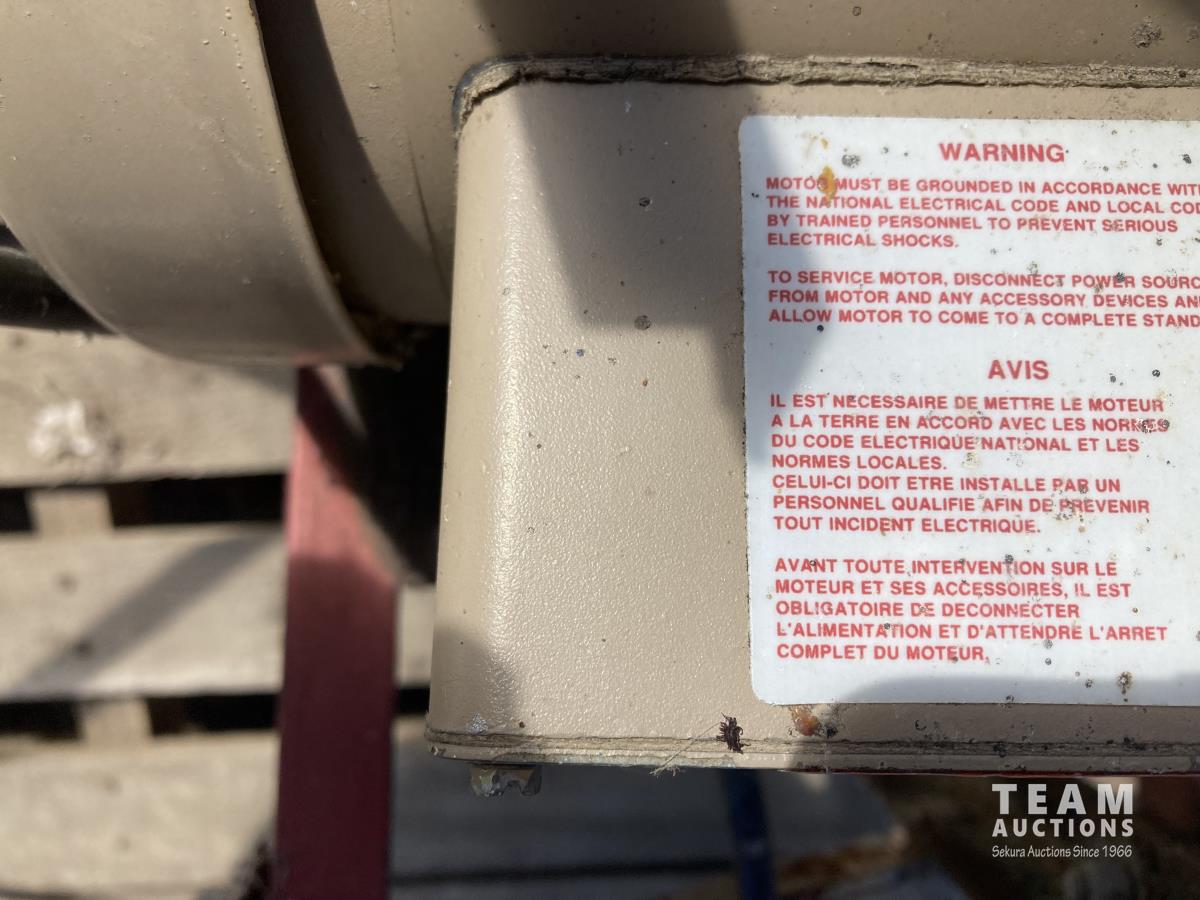 WARNING
MOTOR MUST BE GROUNDED IN ACCORDANCE WIT
THE NATIONAL ELECTRICAL CODE AND LOCAL COD
BY TRAINED PERSONNEL TO PREVENT SERIOUS
ELECTRICAL SHOCKS.
TO SERVICE MOTOR, DISCONNECT POWER SOURC
FROM MOTOR AND ANY ACCESSORY DEVICES AN
ALLOW MOTOR TO COME TO A COMPLETE STAND
AVIS
IL EST NECESSAIRE DE METTRE LE MOTEUR
A LA TERRE EN ACCORD AVEC LES NORMES
DU CODE ELECTRIQUE NATIONAL ET LES
NORMES LOCALES.
CELUI-CI DOIT ETRE INSTALLE PAR UN
PERSONNEL QUALIFIE AFIN DE PREVENIR
TOUT INCIDENT ELECTRIQUE.
AVANT TOUTE INTERVENTION SUR LE
MOTEUR ET SES ACCESSOIRES, IL EST
OBLIGATOIRE DE DECONNECTER
L'ALIMENTATION ET D'ATTENDRE L'ARRET
COMPLET DU MOTEUR.
TEAM
AUCTIONS
Sekura Auctions Since 1966